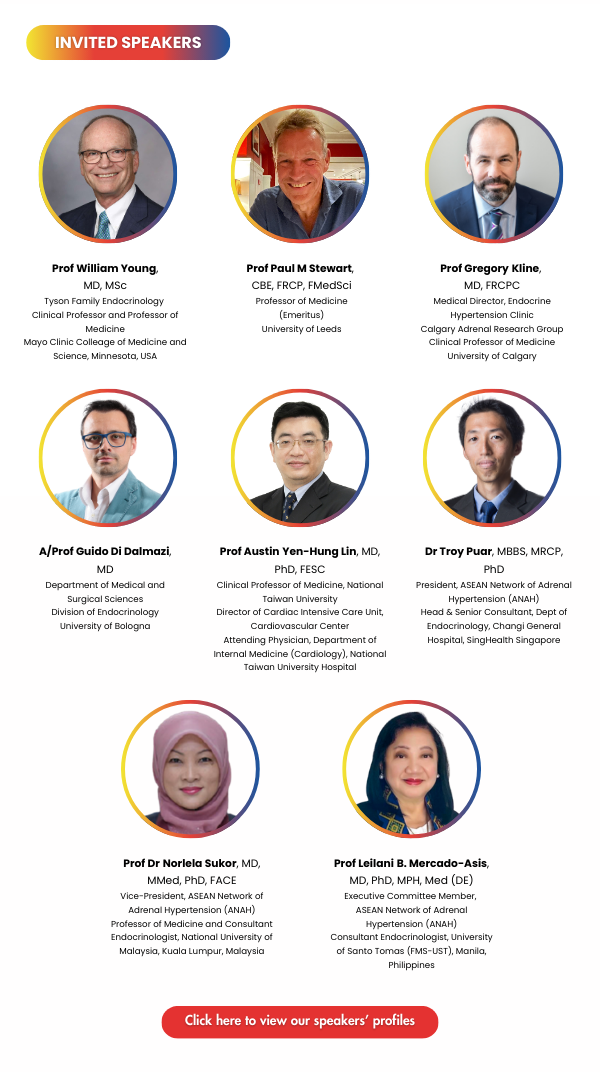 INVITED SPEAKERS
Prof William Young,
MD, MSc
Tyson Family Endocrinology
Clinical Professor and Professor of
Medicine
Mayo Clinic Colleage of Medicine and
Science, Minnesota, USA
Prof Paul M Stewart,
CBE, FRCP, FMedSci
Professor of Medicine
(Emeritus)
University of Leeds
Prof Gregory Kline,
MD, FRCPC
Medical Director, Endocrine
Hypertension Clinic
Calgary Adrenal Research Group
Clinical Professor of Medicine
University of Calgary
A/Prof Guido Di Dalmazi,
MD
Department of Medical and
Surgical Sciences
Division of Endocrinology
University of Bologna
Prof Austin Yen-Hung Lin, MD,
PhD, FESC
Clinical Professor of Medicine, National
Taiwan University
Director of Cardiac Intensive Care Unit,
Cardiovascular Center
Attending Physician, Department of
Internal Medicine (Cardiology), National
Taiwan University Hospital
Dr Troy Puar, MBBS, MRCP,
PhD
President, ASEAN Network of Adrenal
Hypertension (ANAH)
Head & Senior Consultant, Dept of
Endocrinology, Changi General
Hospital, SingHealth Singapore
Prof Dr Norlela Sukor, MD,
MMed, PhD, FACE
Vice-President, ASEAN Network of
Adrenal Hypertension (ANAH)
Professor of Medicine and Consultant
Endocrinologist, National University of
Malaysia, Kuala Lumpur, Malaysia
Prof Leilani B. Mercado-Asis,
MD, PhD, MPH, Med (DE)
Executive Committee Member,
ASEAN Network of Adrenal
Hypertension (ANAH)
Consultant Endocrinologist, University
of Santo Tomas (FMS-UST), Manila,
Philippines
Click here to view our speakers' profiles